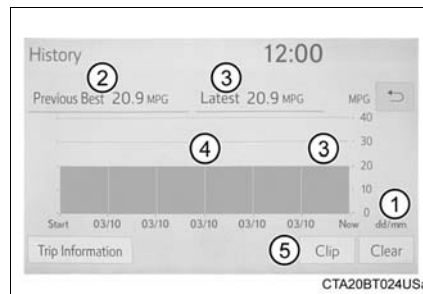 History 12:00
② ③
Previous Best 20.9 MPG Latest 20.9 MPG MPG
40
④ ③ 30
20
10
① 0
Start 03/10 03/10 03/10 03/10 03/10 Now dd/mm
Trip Information ⑤ Clip Clear
CTA20BT024USa